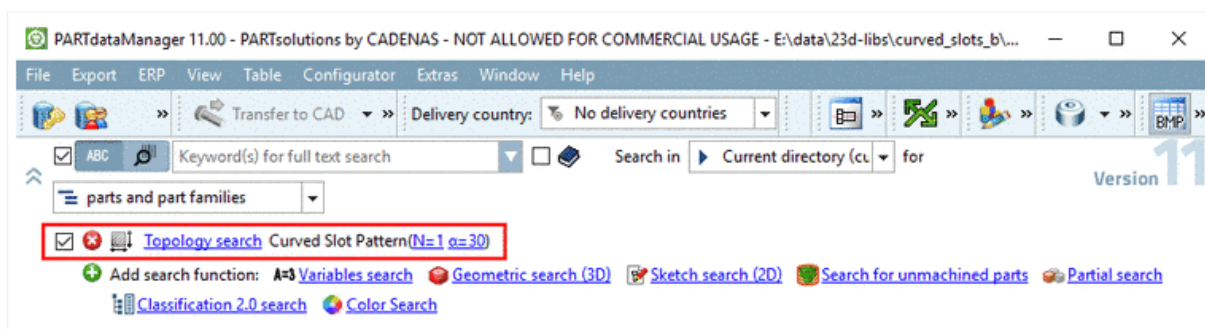 PARTdataManager 11.00 - PARTsolutions by CADENAS - NOT ALLOWED FOR COMMERCIAL USAGE - E:\data\23d-libs\curved_slots_b\...
File Export ERP View Table Configurator Extras Window Help
» Transfer to CAD » Delivery country: No delivery countries » » » » BMP »
ABC Keyword(s) for full text search Search in Current directory (cu for
Version 11
parts and part families
Topology search Curved Slot Pattern(N=1 α=30)
Add search function: A=3 Variables search Geometric search (3D) Sketch search (2D) Search for unmachined parts Partial search
Classification 2.0 search Color Search